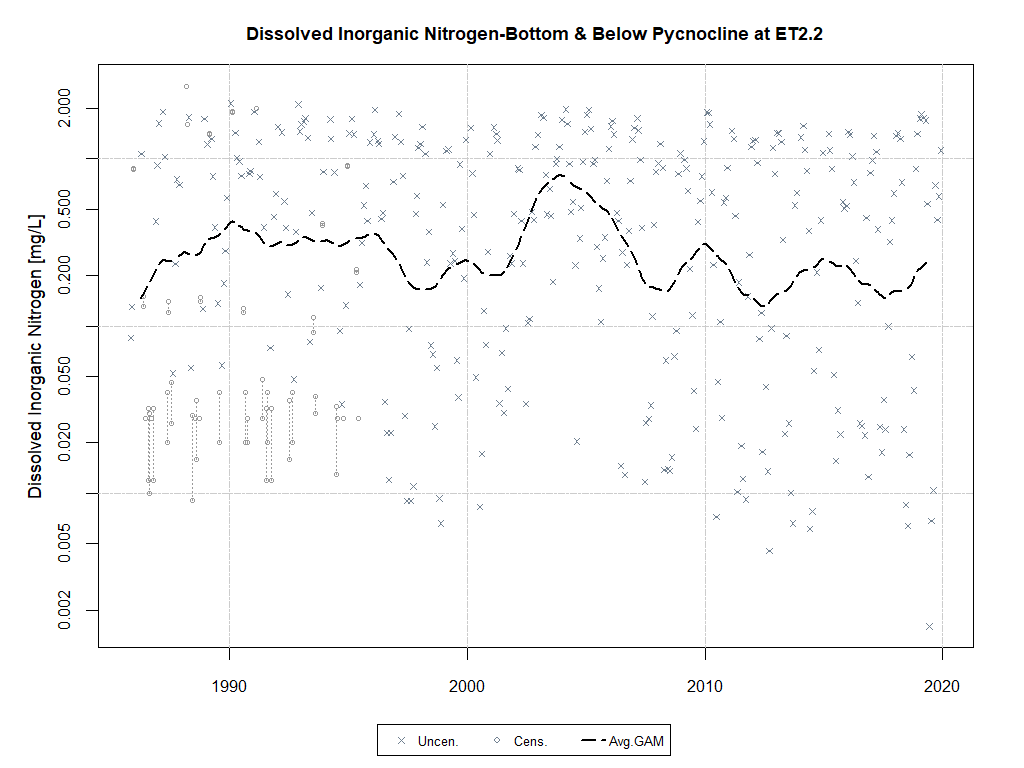 Dissolved Inorganic Nitrogen-Bottom & Below Pycnocline at ET2.2
Dissolved Inorganic Nitrogen [mg/L]
2.000
0.500
0.200
0.050
0.020
0.005
0.002
1990 2000 2010 2020
Uncen. Cens. Avg.GAM